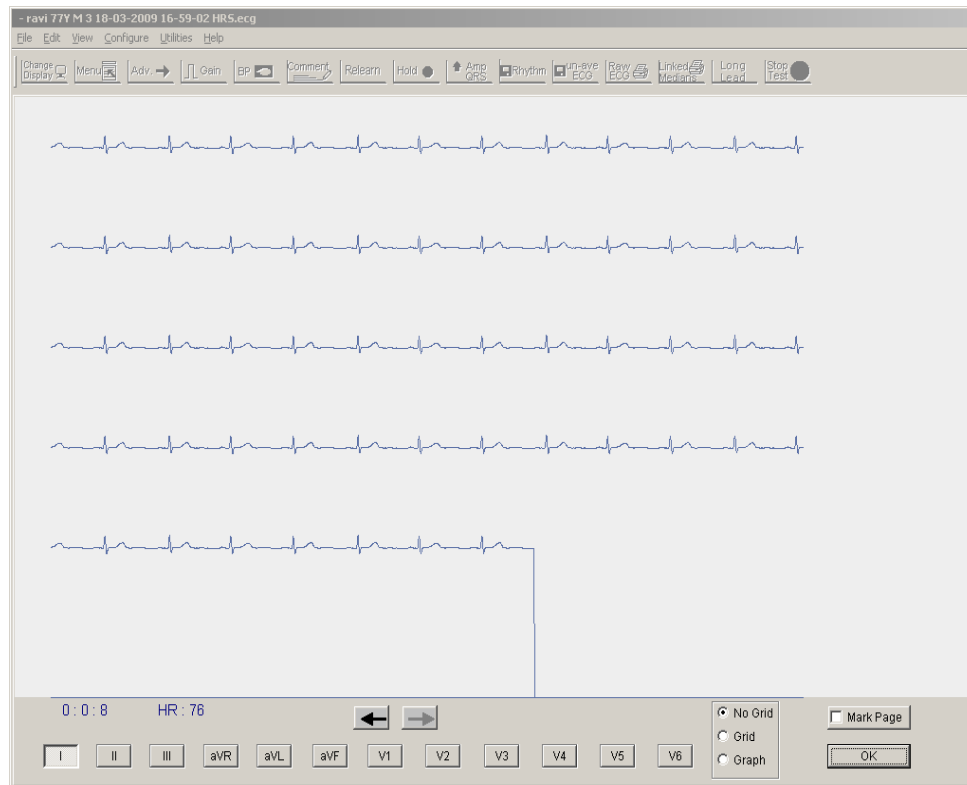 - ravi 77Y M 3 18-03-2009 16-59-02 HRS.ecg
File Edit View Configure Utilities Help
Change Display Menu Adv. Gain BP Comment Relearn Hold Amp QRS Rhythm un-ave ECG Raw ECG Linked Medians Long Lead Stop Test
0 : 0 : 8 HR : 76
No Grid
Mark Page
Grid
I II III aVR aVL aVF V1 V2 V3 V4 V5 V6
Graph
OK